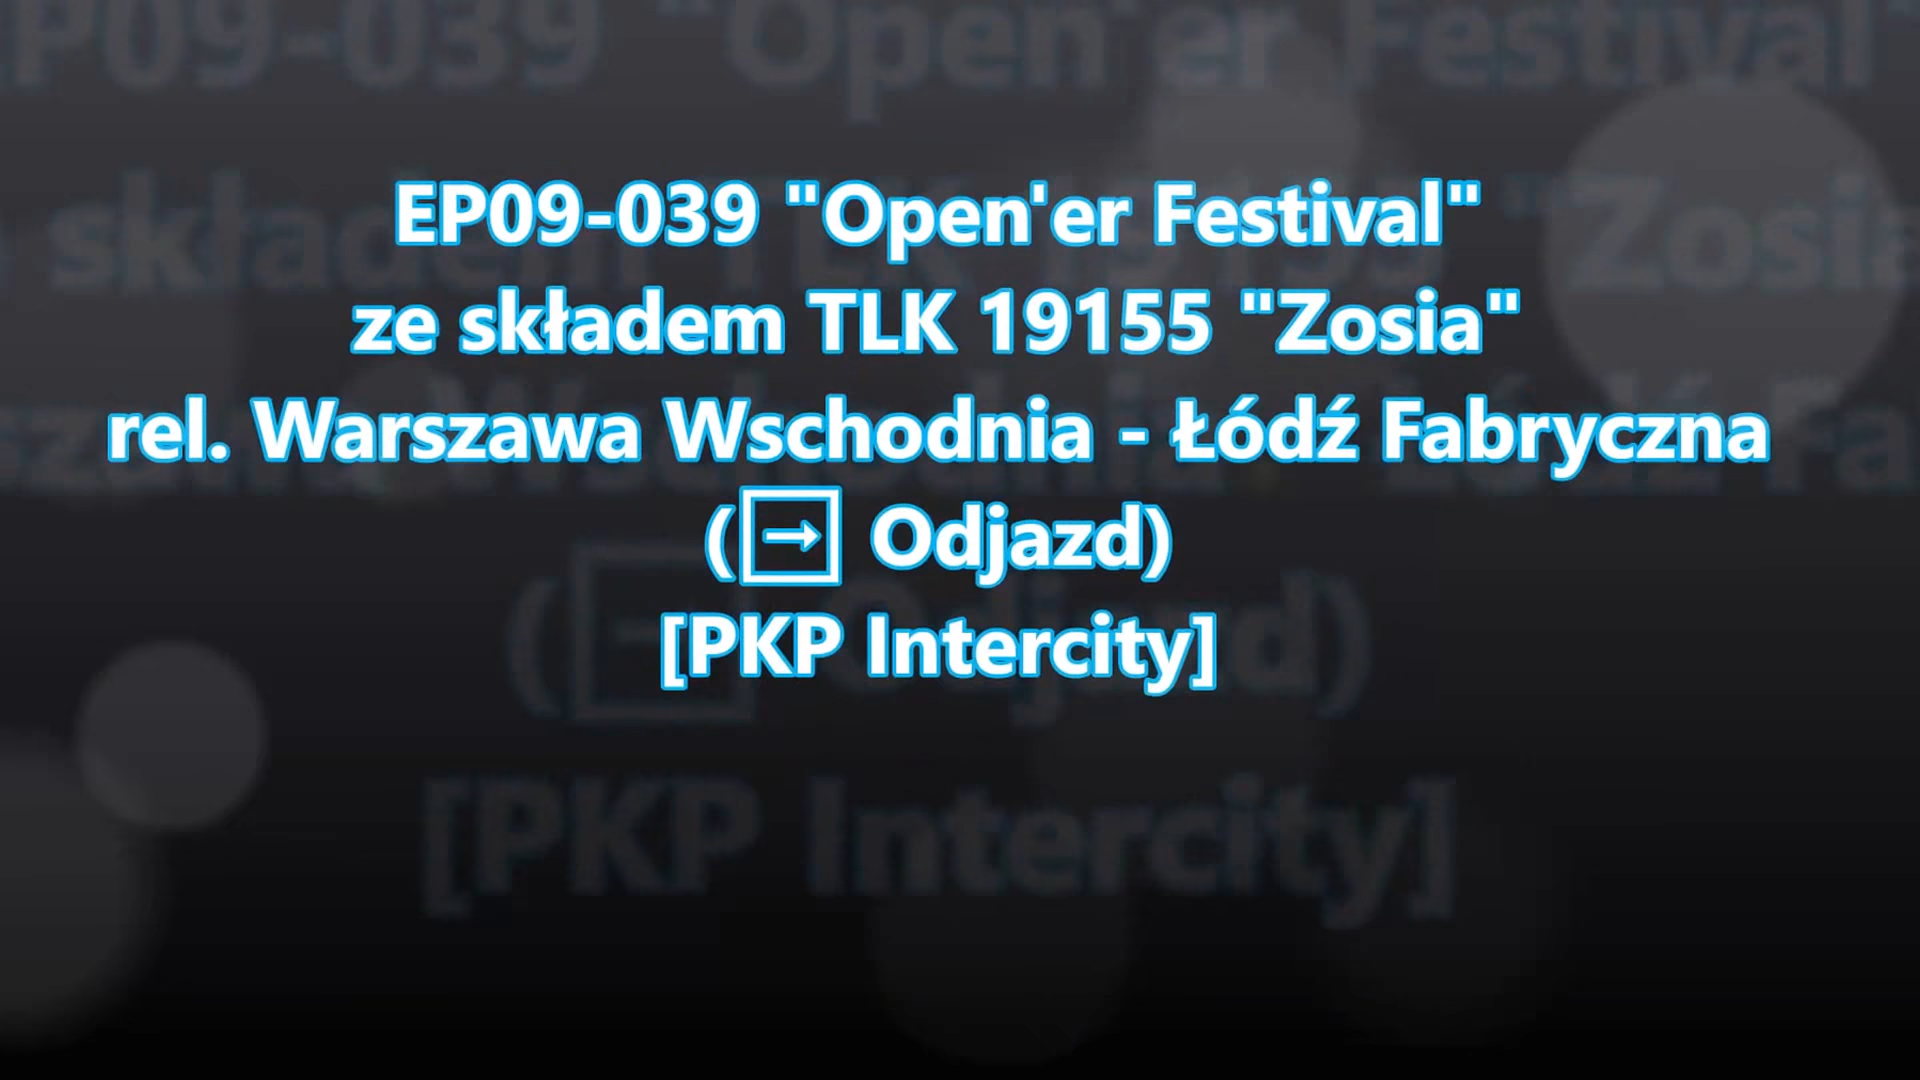 EP09-039 "Open'er Festival"
ze składem TLK 19155 "Zosia"
rel. Warszawa Wschodnia - Łódź Fabryczna
(➡ Odjazd)
[PKP Intercity]